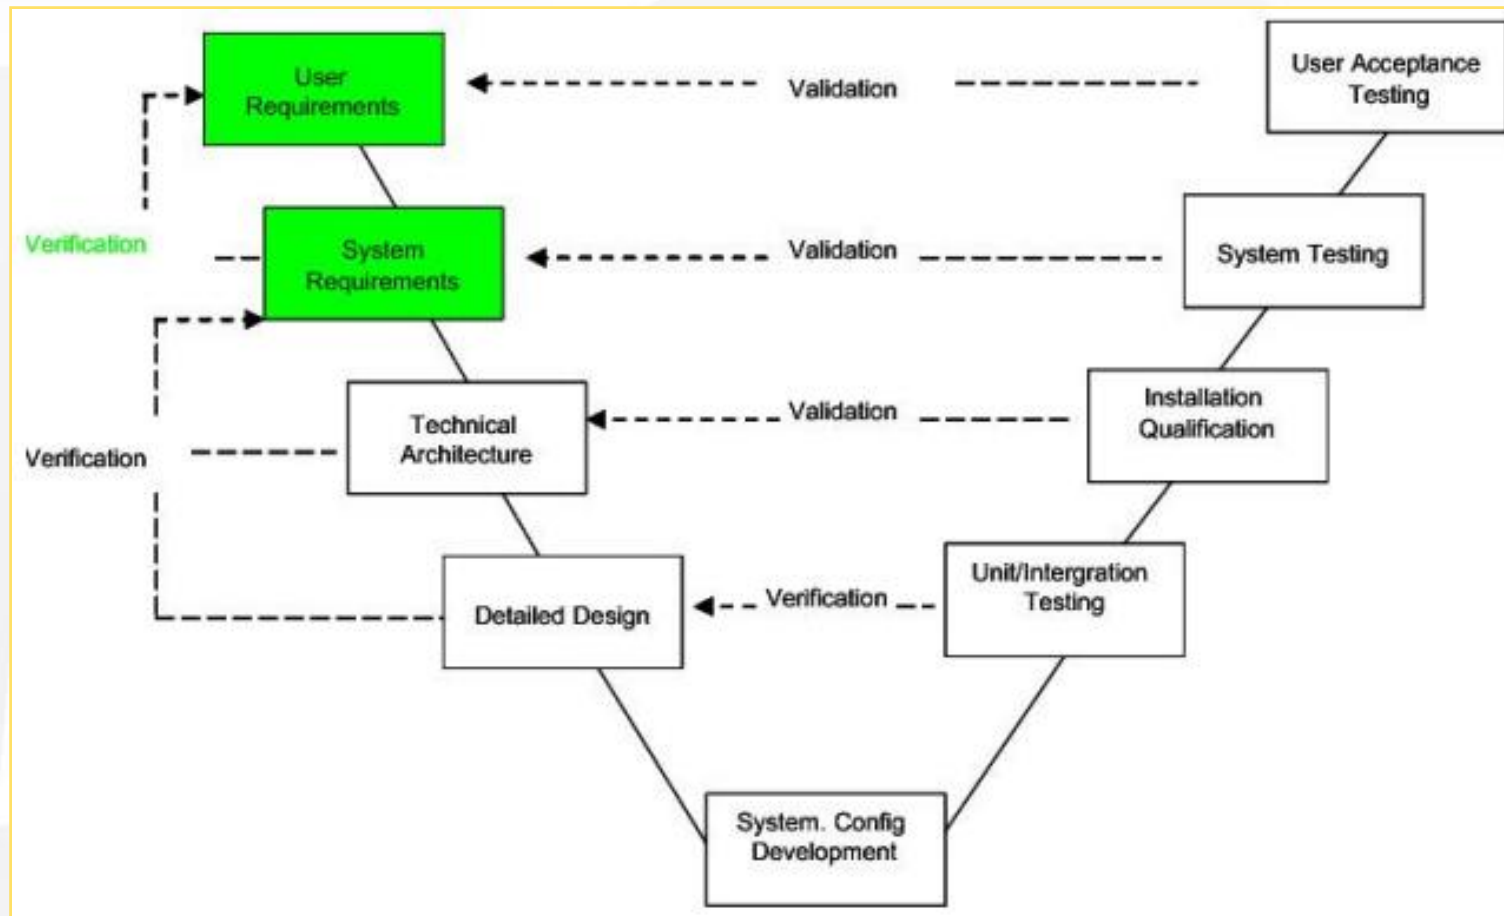 User
Requirements
Validation
User Acceptance
Testing
Verification
System
Requirements
Validation
System Testing
Verification
Technical
Architecture
Validation
Installation
Qualification
Detailed Design
Verification
Unit/Intergration
Testing
System. Config
Development